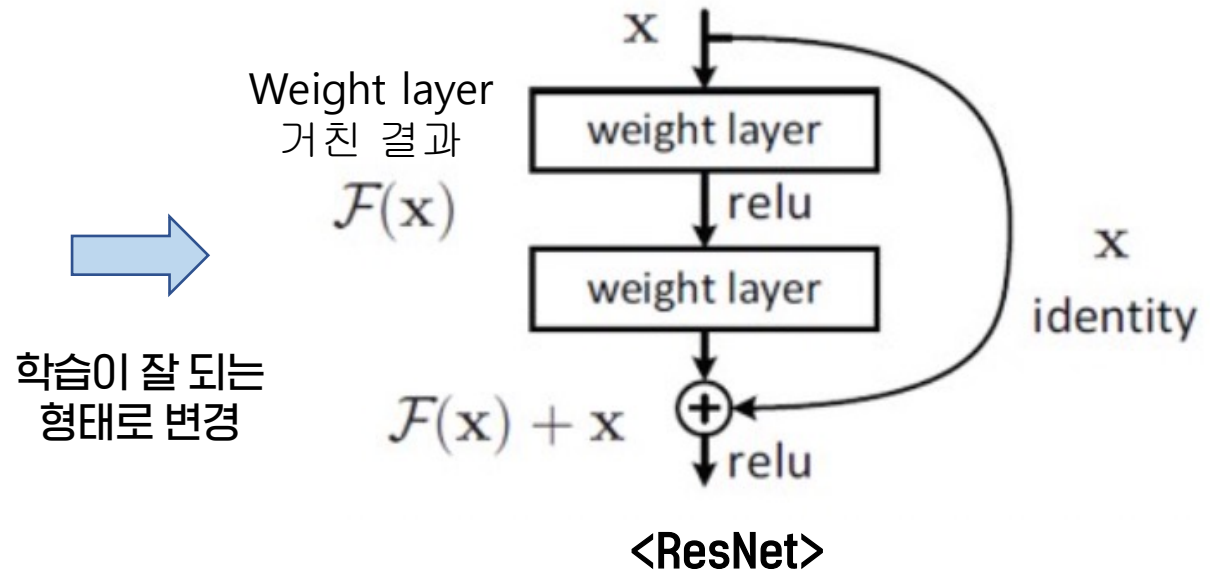 x
Weight layer
거친 결과
weight layer
F(x)
relu
weight layer
x
identity
학습이 잘 되는
형태로 변경
F(x) + x
relu
<ResNet>